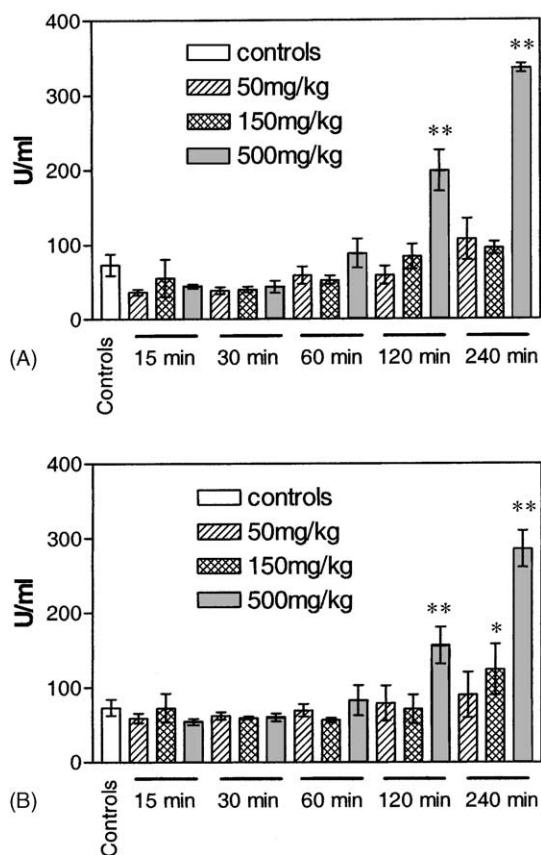 400
300
200
100
0
U/ml
controls
50mg/kg
150mg/kg
500mg/kg
**
**
(A)
Controls
15 min
30 min
60 min
120 min
240 min
400
300
200
100
0
U/ml
controls
50mg/kg
150mg/kg
500mg/kg
**
*
**
(B)
Controls
15 min
30 min
60 min
120 min
240 min